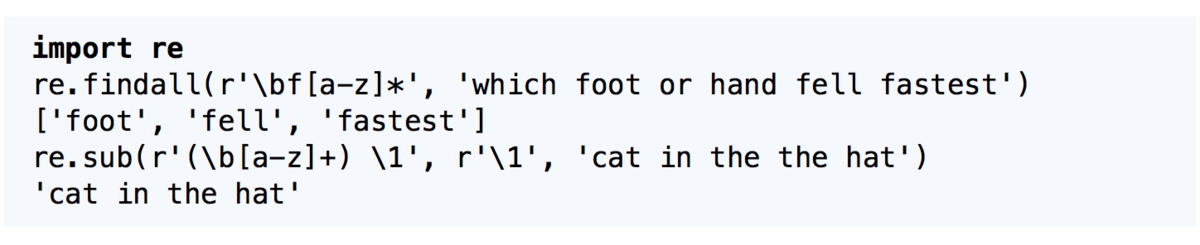 import re
re.findall(r'\bf[a-z]*', 'which foot or hand fell fastest')
['foot', 'fell', 'fastest']
re.sub(r'(\b[a-z]+) \1', r'\1', 'cat in the the hat')
'cat in the hat'